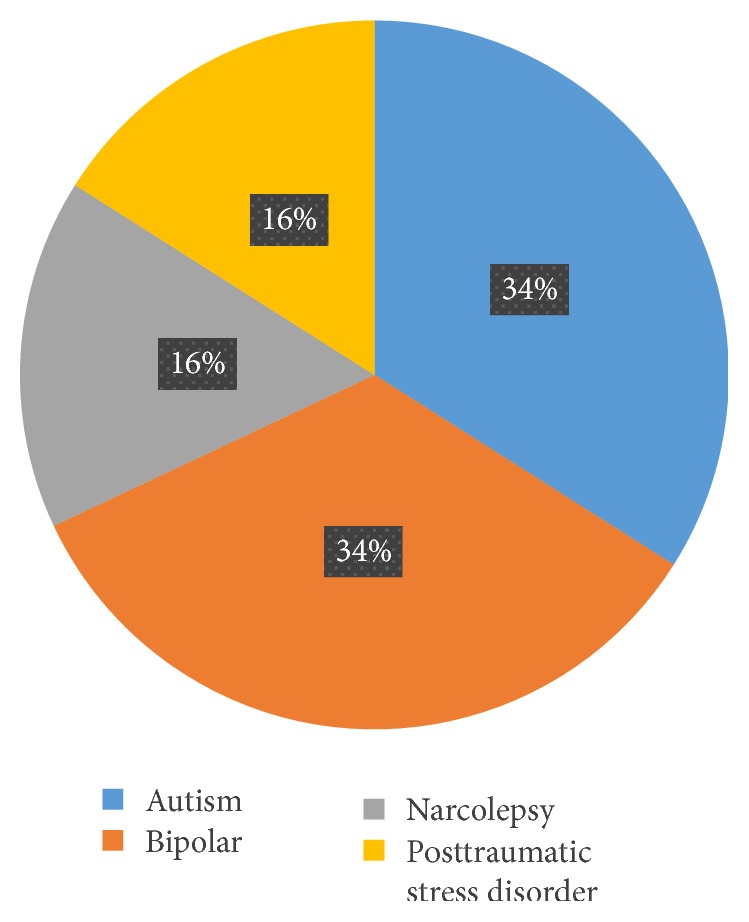 16%
34%
16%
34%
Autism
Bipolar
Narcolepsy
Posttraumatic
stress disorder